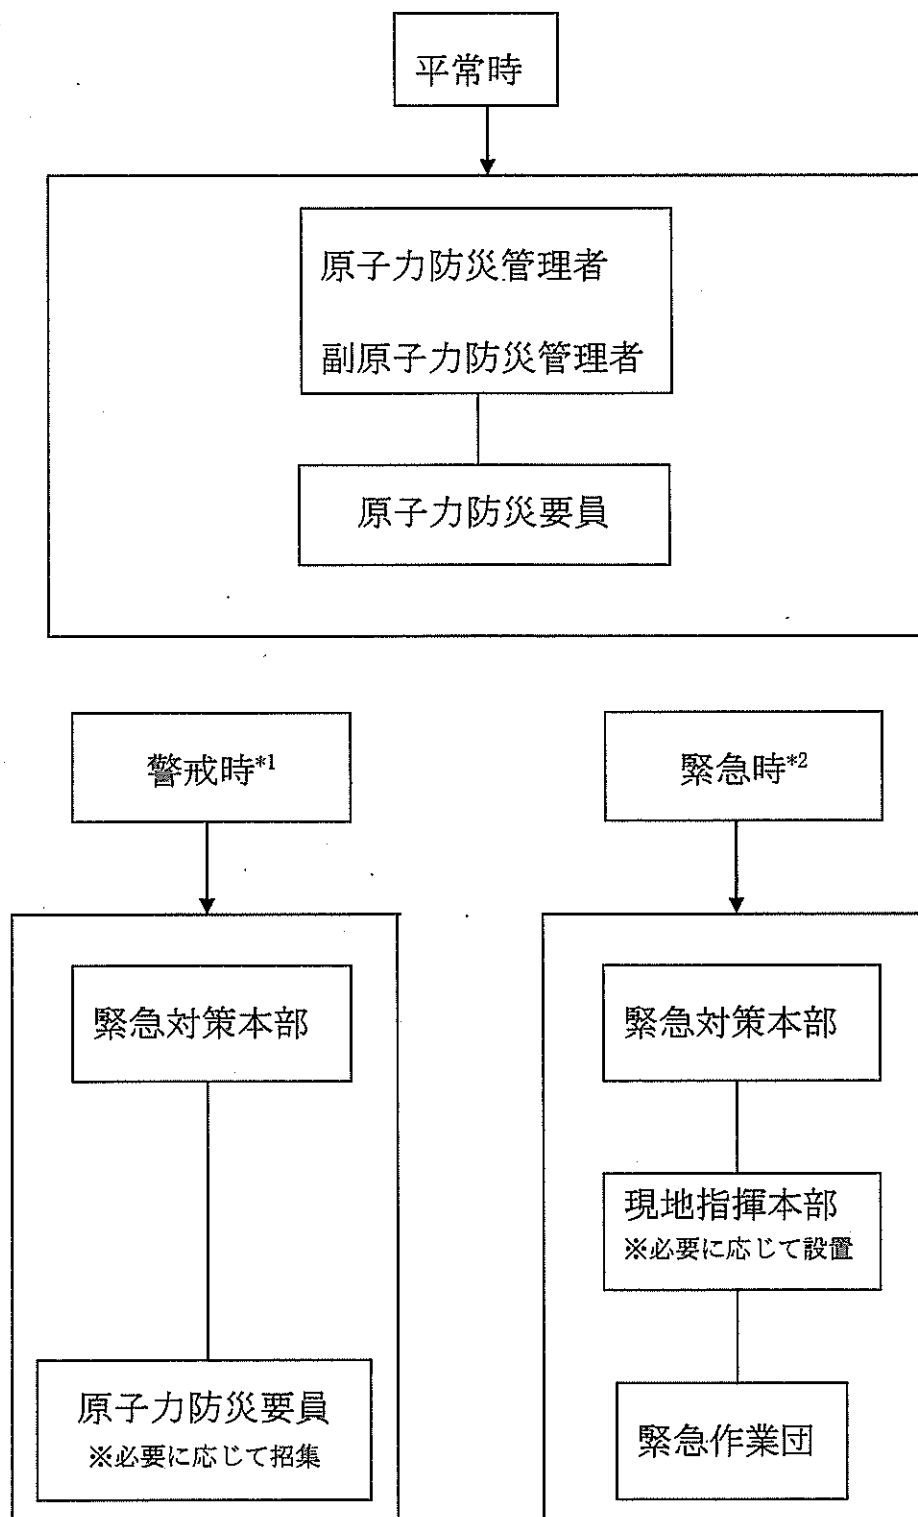 平常時
原子力防災管理者
副原子力防災管理者
原子力防災要員
警戒時*1
緊急対策本部
原子力防災要員
※必要に応じて招集
緊急時*2
緊急対策本部
現地指揮本部
※必要に応じて設置
緊急作業団